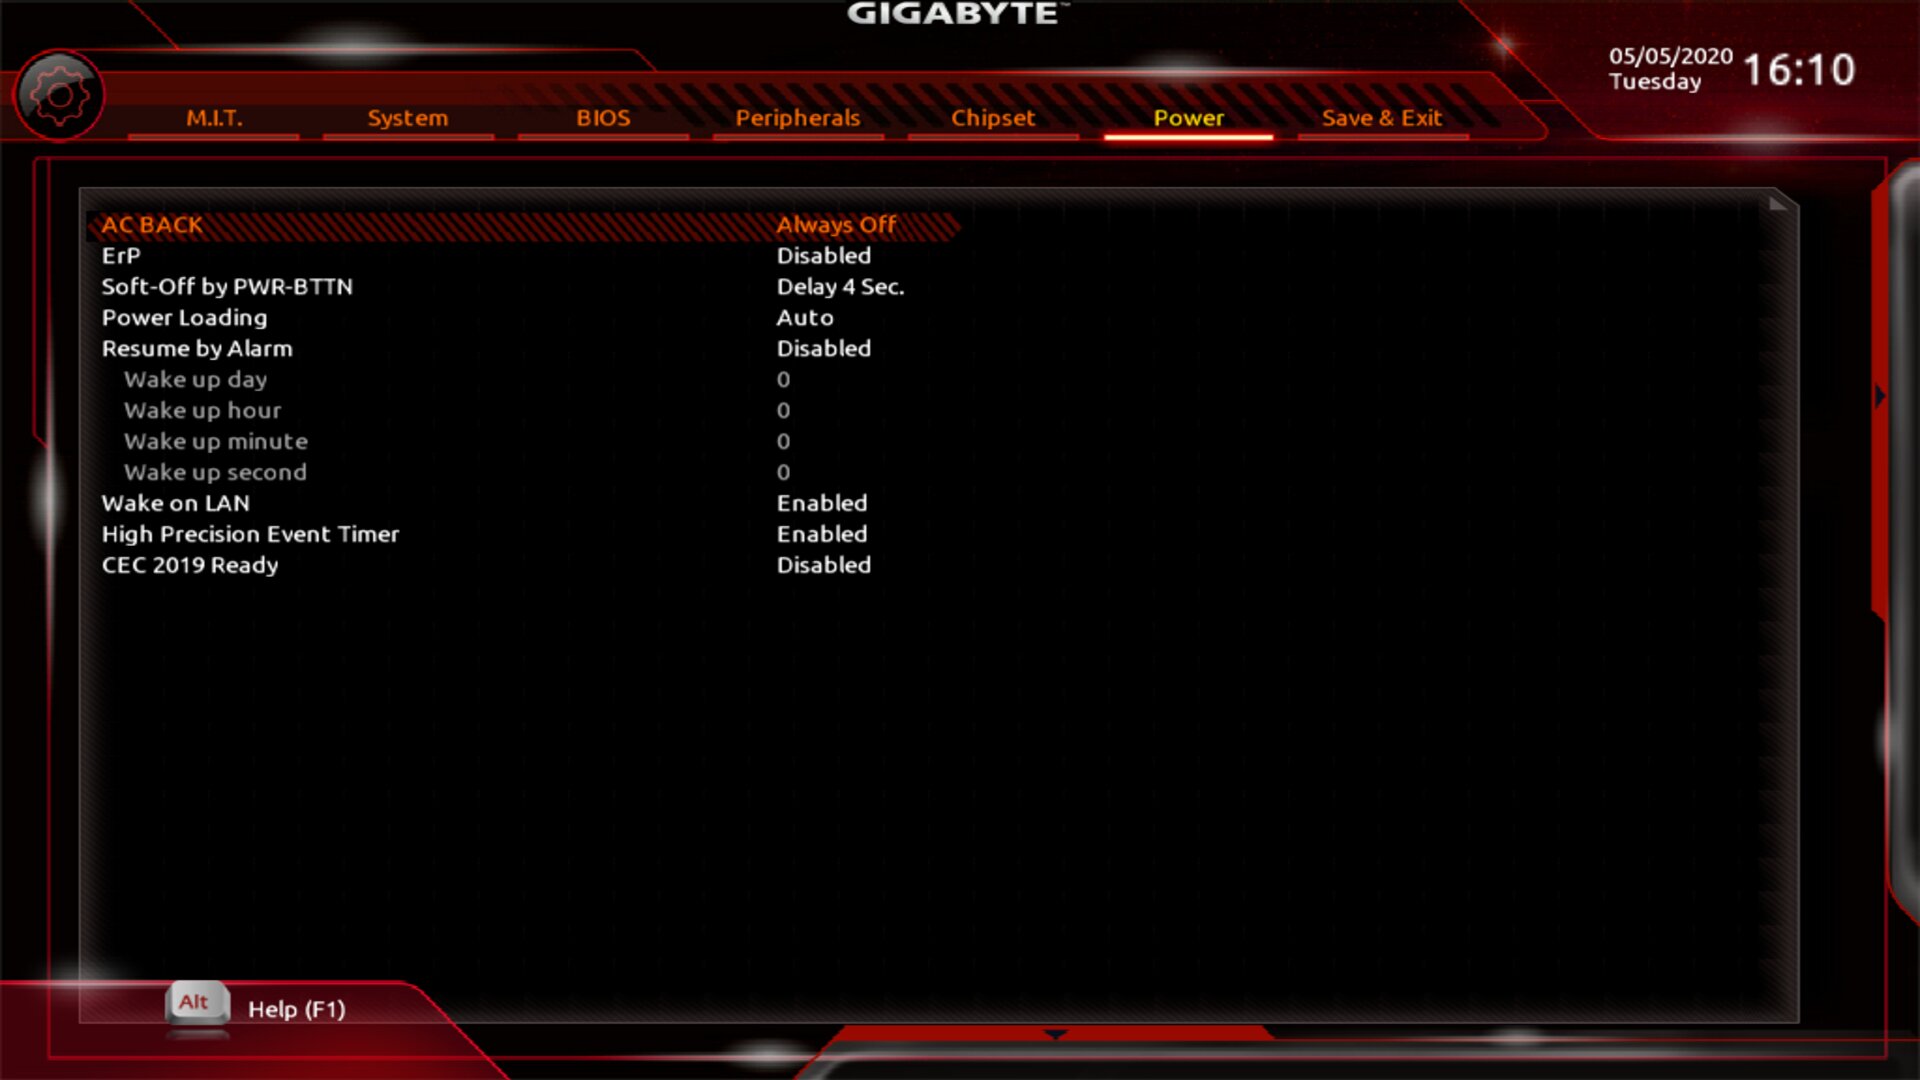 GIGABYTE™
05/05/2020
Tuesday
16:10
M.I.T. System BIOS Peripherals Chipset Power Save & Exit
AC BACK Always Off
ErP Disabled
Soft-Off by PWR-BTTN Delay 4 Sec.
Power Loading Auto
Resume by Alarm Disabled
Wake up day 0
Wake up hour 0
Wake up minute 0
Wake up second 0
Wake on LAN Enabled
High Precision Event Timer Enabled
CEC 2019 Ready Disabled
Alt Help (F1)